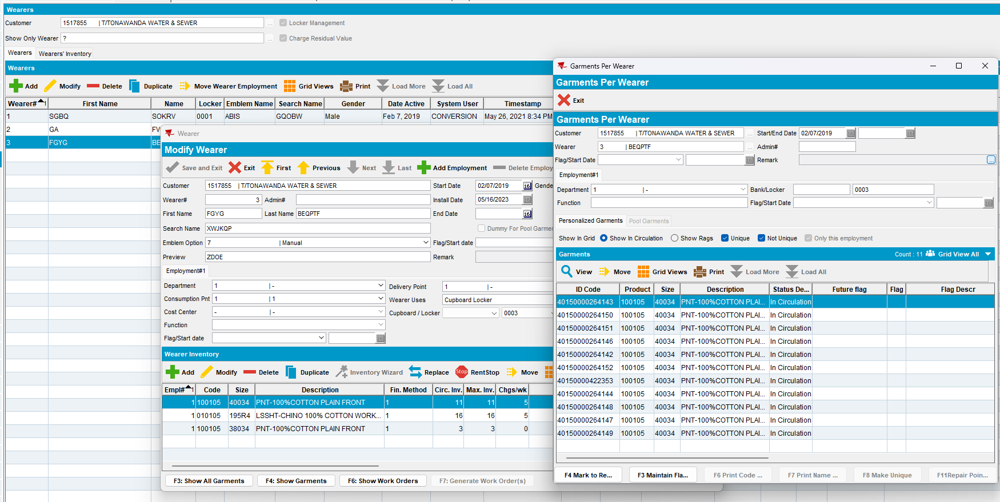 Wearers
Customer 1517855 | T/TONAWANDA WATER & SEWER ... Locker Management
Show Only Wearer ? ... Charge Residual Value
Wearers Wearers' Inventory
Wearers
Add Modify Delete Duplicate Move Wearer Employment Grid Views Print Load More Load All
Wearer# 1 First Name Name Locker Emblem Name Search Name Gender Date Active System User Timestamp
1 SGBQ SOKRV 0001 ABIS GQOBW Male Feb 7, 2019 CONVERSION May 26, 2021 8:34 PM
2 GA FV
3 FGYG BE
Wearer
Modify Wearer
Save and Exit Exit First Previous Next Last Add Employment Delete Employ
Customer 1517855 | T/TONAWANDA WATER & SEWER Start Date 02/07/2019 16 Gende
Wearer# 3 Admin# Install Date 05/16/2023 16
First Name FGYG Last Name BEQPTF End Date 16
Search Name XWJKQP Dummy For Pool Garmer
Emblem Option 7 | Manual Flag/Start date
Preview ZDOE Remark
Employment#1
Department 1 | - Delivery Point 1 | -
Consumption Pnt 1 | 1 Wearer Uses Cupboard Locker
Cost Center - | - Cupboard / Locker 0003
Function
Flag/Start date 16
Wearer Inventory
Add Modify Delete Duplicate Inventory Wizard Replace Stop RentStop Move
Empl# 1 Code Size Description Fin. Method Circ. Inv. Max. Inv. Chgs/wk
1 100105 40034 PNT-100%COTTON PLAIN FRONT 1 11 11 5
1 010105 195R4 LSSHT-CHINO 100% COTTON WORK... 1 16 16 5
1 100105 38034 PNT-100%COTTON PLAIN FRONT 1 3 3 0
F3: Show All Garments F4: Show Garments F6: Show Work Orders F7: Generate Work Order(s)
Garments Per Wearer
Garments Per Wearer
Exit
Garments Per Wearer
Customer 1517855 | T/TONAWANDA WATER & SEWER ... Start/End Date 02/07/2019 16 16
Wearer 3 | BEQPTF ... Admin#
Flag/Start Date 16 Remark ...
Employment#1
Department 1 | - Bank/Locker 0003
Function Flag/Start Date 16
Personalized Garments Pool Garments
Show In Grid Show In Circulation Show Rags Unique Not Unique Only this employment
Garments Count : 11 Grid View All
View Move Grid Views Print Load More Load All
ID Code Product Size Description Status De... Future flag Flag Flag Descr
40150000264143 100105 40034 PNT-100%COTTON PLAI... In Circulation
40150000264150 100105 40034 PNT-100%COTTON PLAI... In Circulation
40150000264151 100105 40034 PNT-100%COTTON PLAI... In Circulation
40150000264146 100105 40034 PNT-100%COTTON PLAI... In Circulation
40150000264142 100105 40034 PNT-100%COTTON PLAI... In Circulation
40150000264152 100105 40034 PNT-100%COTTON PLAI... In Circulation
40150000422353 100105 40034 PNT-100%COTTON PLAI... In Circulation
40150000264144 100105 40034 PNT-100%COTTON PLAI... In Circulation
40150000264148 100105 40034 PNT-100%COTTON PLAI... In Circulation
40150000264147 100105 40034 PNT-100%COTTON PLAI... In Circulation
40150000264149 100105 40034 PNT-100%COTTON PLAI... In Circulation
F4 Mark to Re... F3 Maintain Fla... F6 Print Code ... F7 Print Name ... F8 Make Unique F11Repair Poin...